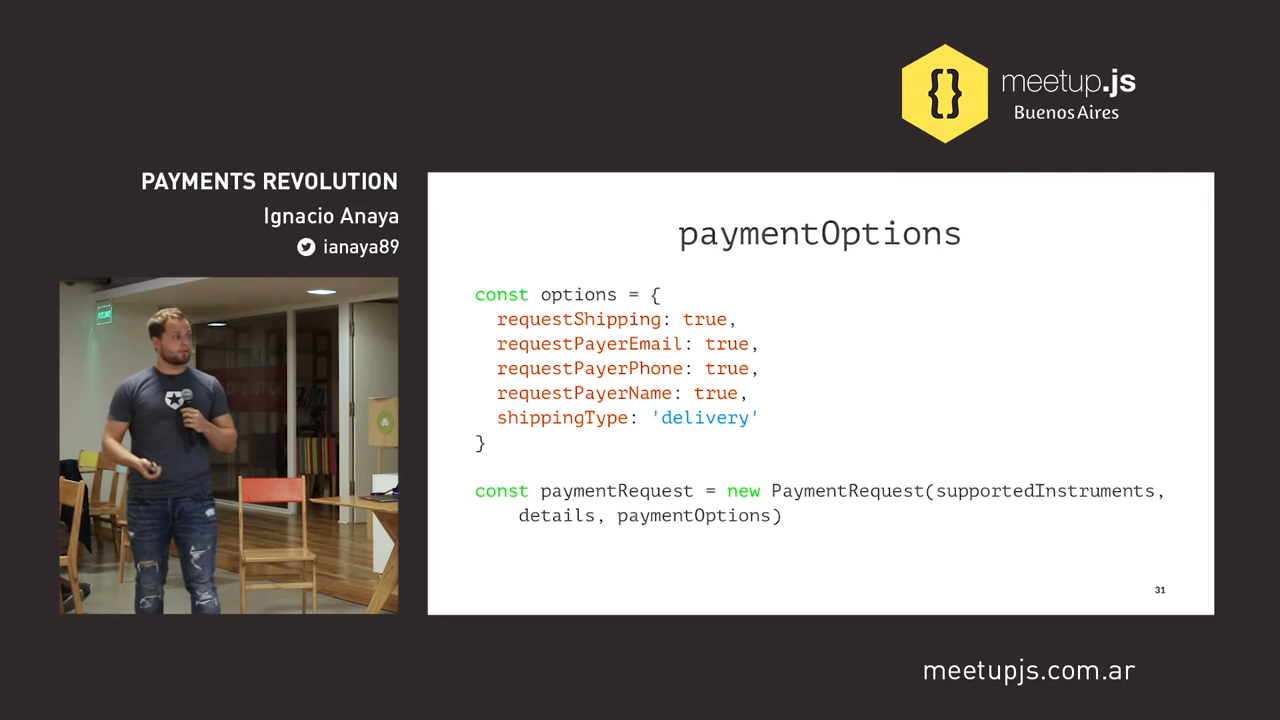 {}
meetup.js
Buenos Aires
PAYMENTS REVOLUTION
Ignacio Anaya
ianaya89
paymentOptions
const options = {
requestShipping: true,
requestPayerEmail: true,
requestPayerPhone: true,
requestPayerName: true,
shippingType: 'delivery'
}
const paymentRequest = new PaymentRequest(supportedInstruments,
details, paymentOptions)
31
meetupjs.com.ar